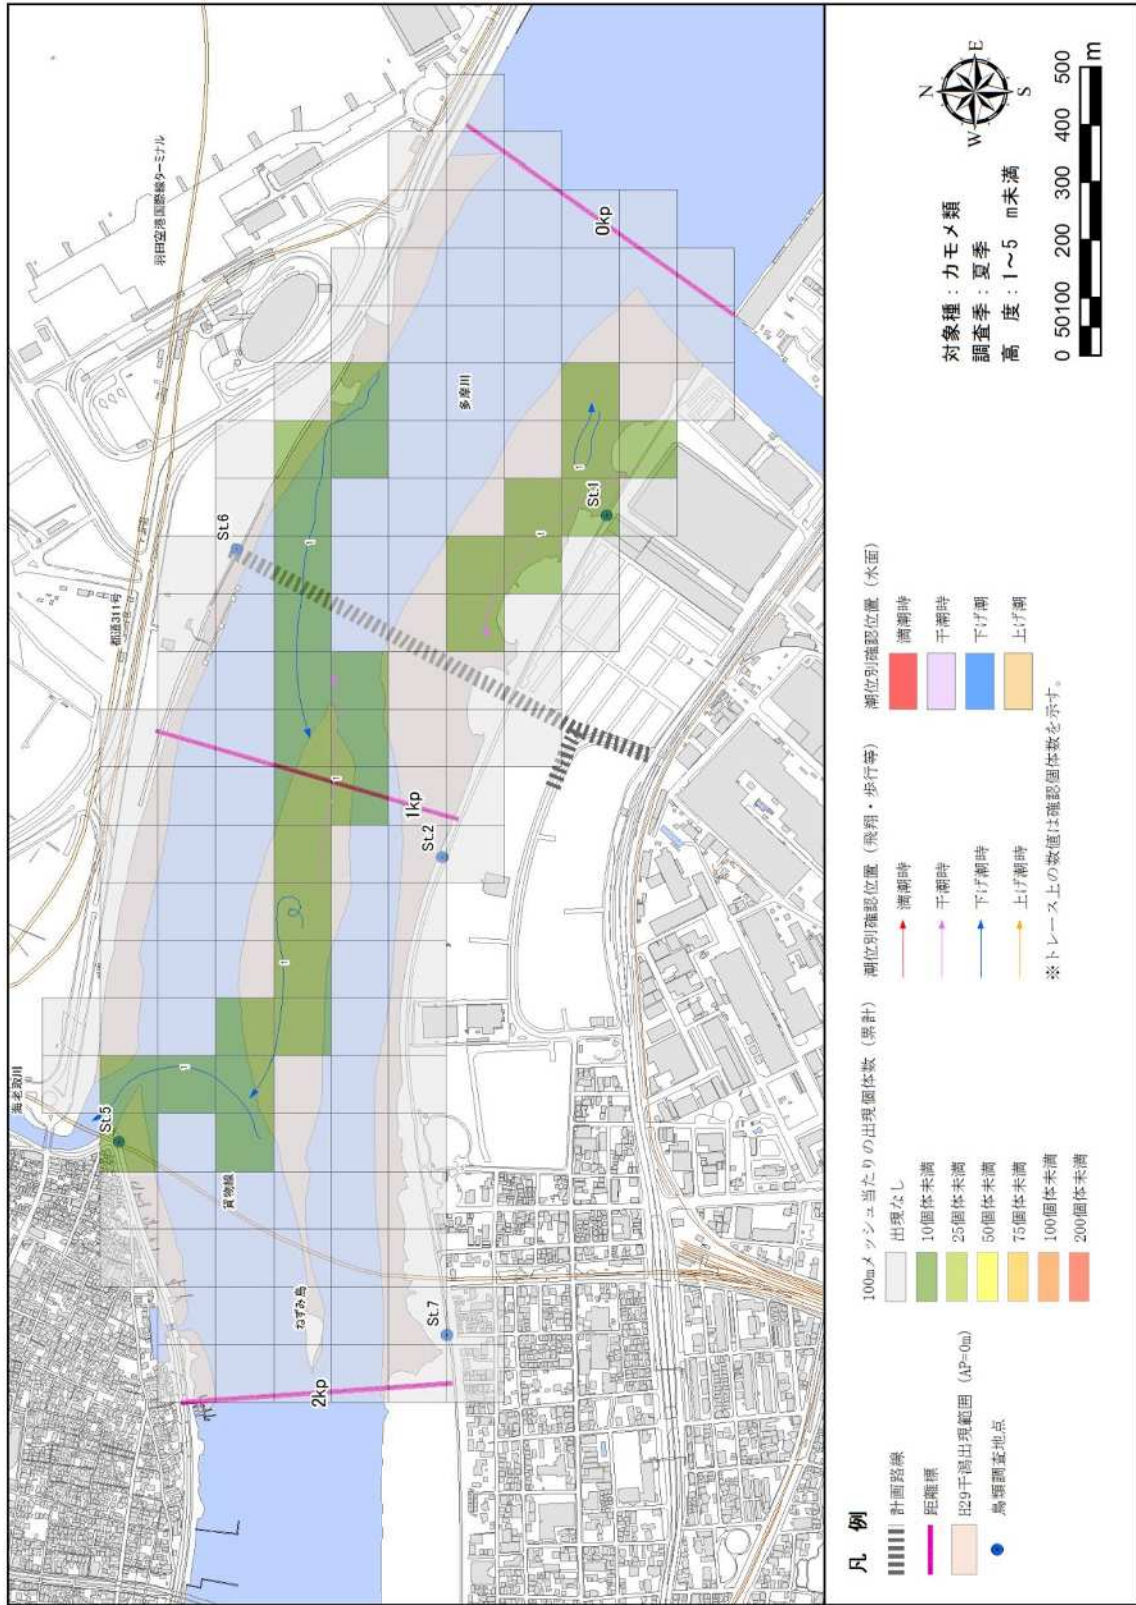 羽田空港国際線ターミナル
海老取川
都道311号
St.5
St.6
0kp
多摩川
1
1
1
1
1
1
貨物線
1kp
St.2
St.1
2kp
ねずみ島
St.7
凡 例
計画路線
距離標
H29干潟出現範囲 (AP=0m)
鳥類調査地点
100mメッシュ当たりの出現個体数 (累計)
出現なし
10個体未満
25個体未満
50個体未満
75個体未満
100個体未満
200個体未満
潮位別確認位置 (飛翔・歩行等)
満潮時
干潮時
下げ潮時
上げ潮時
※トレース上の数値は確認個体数を示す。
潮位別確認位置 (水面)
満潮時
干潮時
下げ潮
上げ潮
対象種：カモメ類
調査季：夏季
高 度：1～5 m未満
N
W
E
S
0 50100 200 300 400 500
m